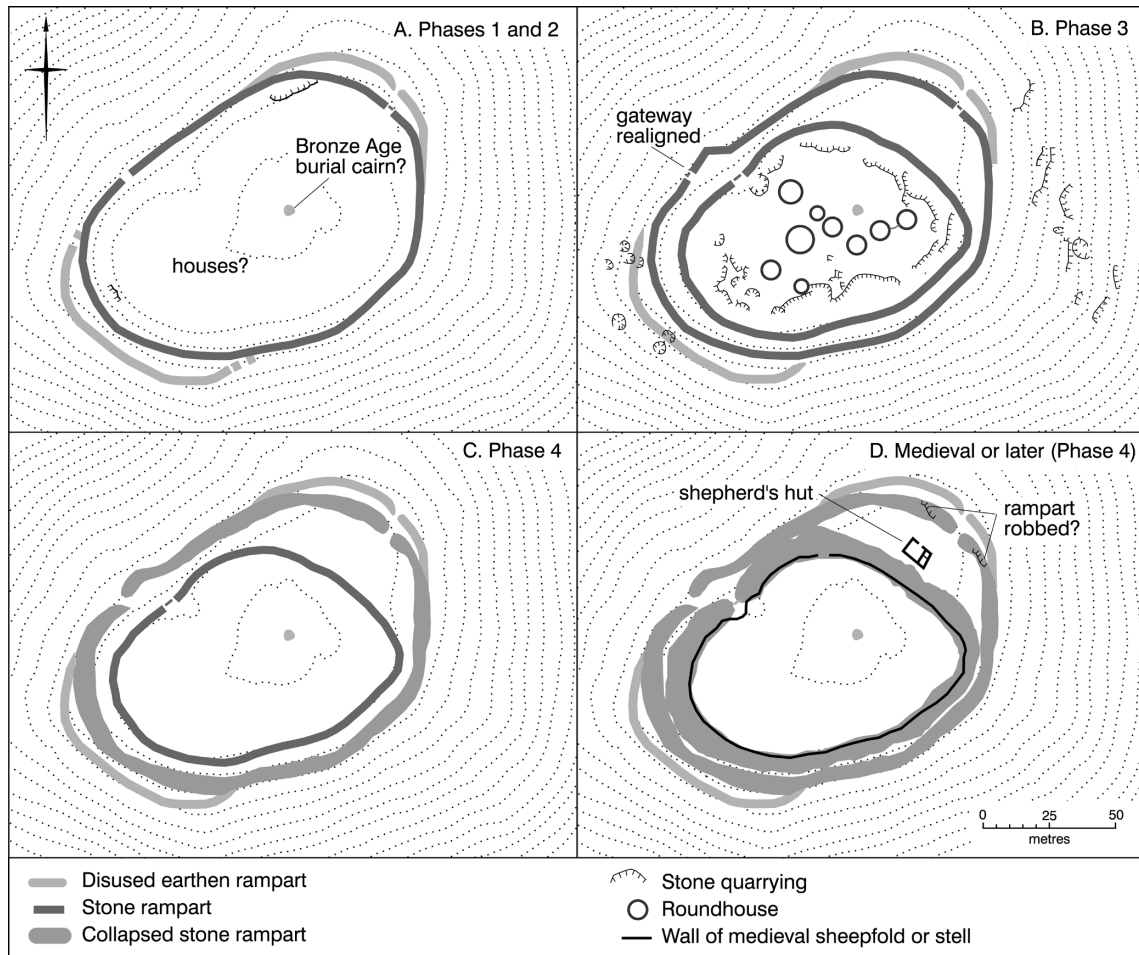 A. Phases 1 and 2
Bronze Age
burial cairn?
houses?
B. Phase 3
gateway
realigned
C. Phase 4
D. Medieval or later (Phase 4)
shepherd's hut
rampart
robbed?
0 25 50
metres
Disused earthen rampart
Stone rampart
Collapsed stone rampart
Stone quarrying
Roundhouse
Wall of medieval sheepfold or stell